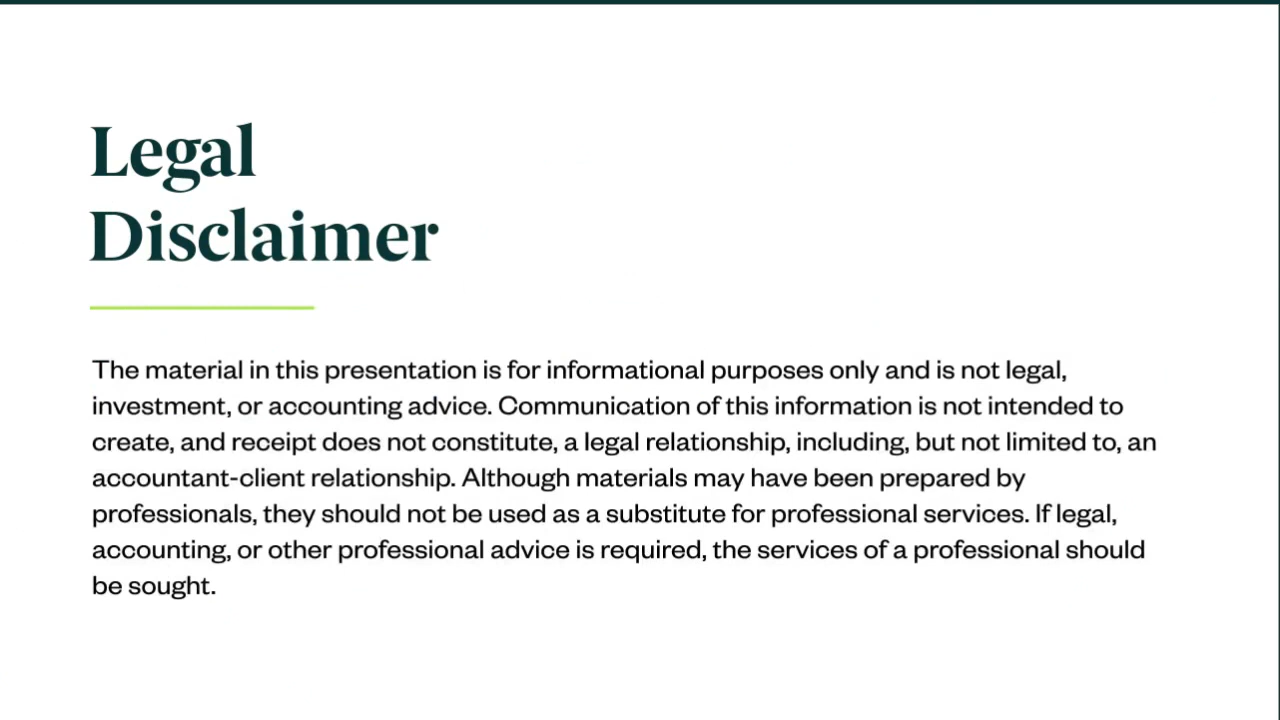 Legal
Disclaimer
The material in this presentation is for informational purposes only and is not legal,
investment, or accounting advice. Communication of this information is not intended to
create, and receipt does not constitute, a legal relationship, including, but not limited to, an
accountant-client relationship. Although materials may have been prepared by
professionals, they should not be used as a substitute for professional services. If legal,
accounting, or other professional advice is required, the services of a professional should
be sought.